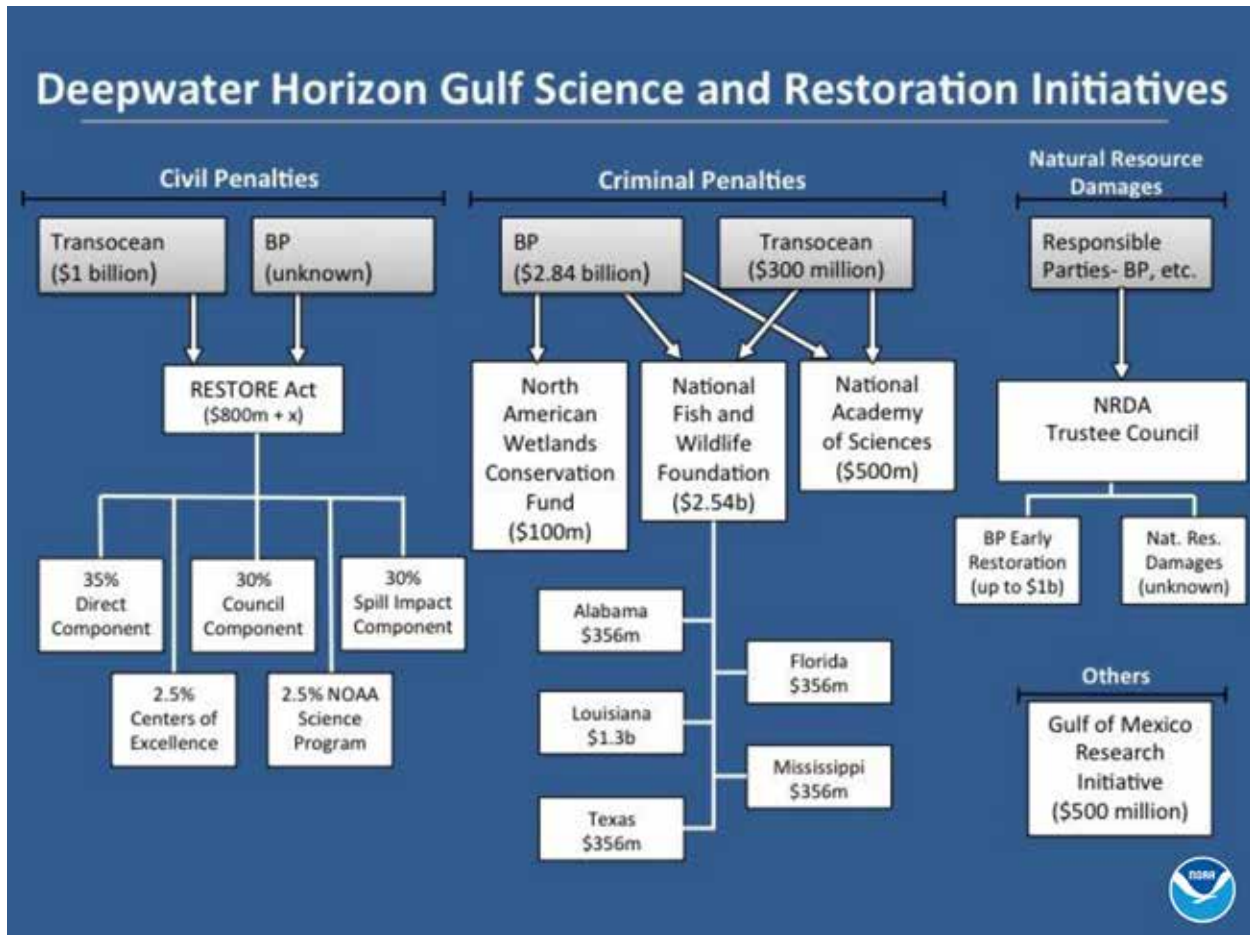 Deepwater Horizon Gulf Science and Restoration Initiatives
Civil Penalties
Transocean
($1 billion)
BP
(unknown)
RESTORE Act
($800m + x)
35%
Direct
Component
30%
Council
Component
30%
Spill Impact
Component
2.5%
Centers of
Excellence
2.5% NOAA
Science
Program
Criminal Penalties
BP
($2.84 billion)
Transocean
($300 million)
North
American
Wetlands
Conservation
Fund
($100m)
National
Fish and
Wildlife
Foundation
($2.54b)
National
Academy
of Sciences
($500m)
Alabama
$356m
Florida
$356m
Louisiana
$1.3b
Mississippi
$356m
Texas
$356m
Natural Resource
Damages
Responsible
Parties- BP, etc.
NRDA
Trustee Council
BP Early
Restoration
(up to $1b)
Nat. Res.
Damages
(unknown)
Others
Gulf of Mexico
Research
Initiative
($500 million)
NOAA